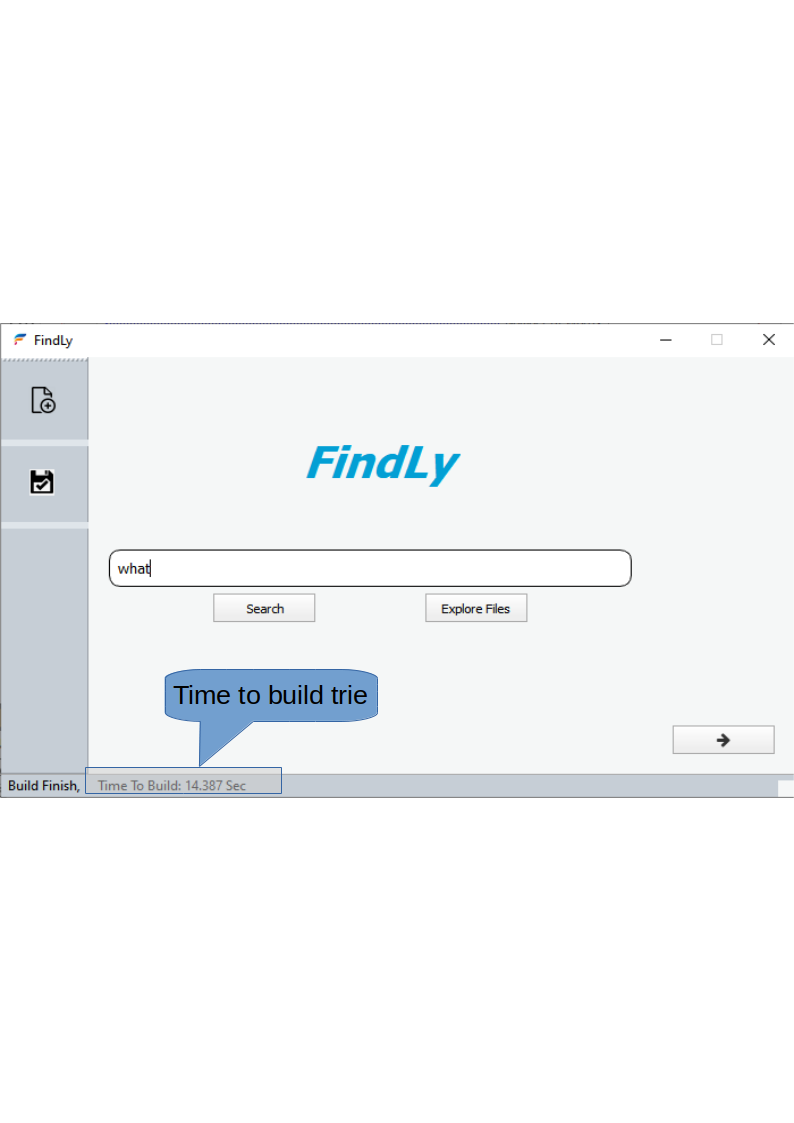 FindLy
FindLy
what
Search
Explore Files
Time to build trie
Build Finish, Time To Build: 14.387 Sec